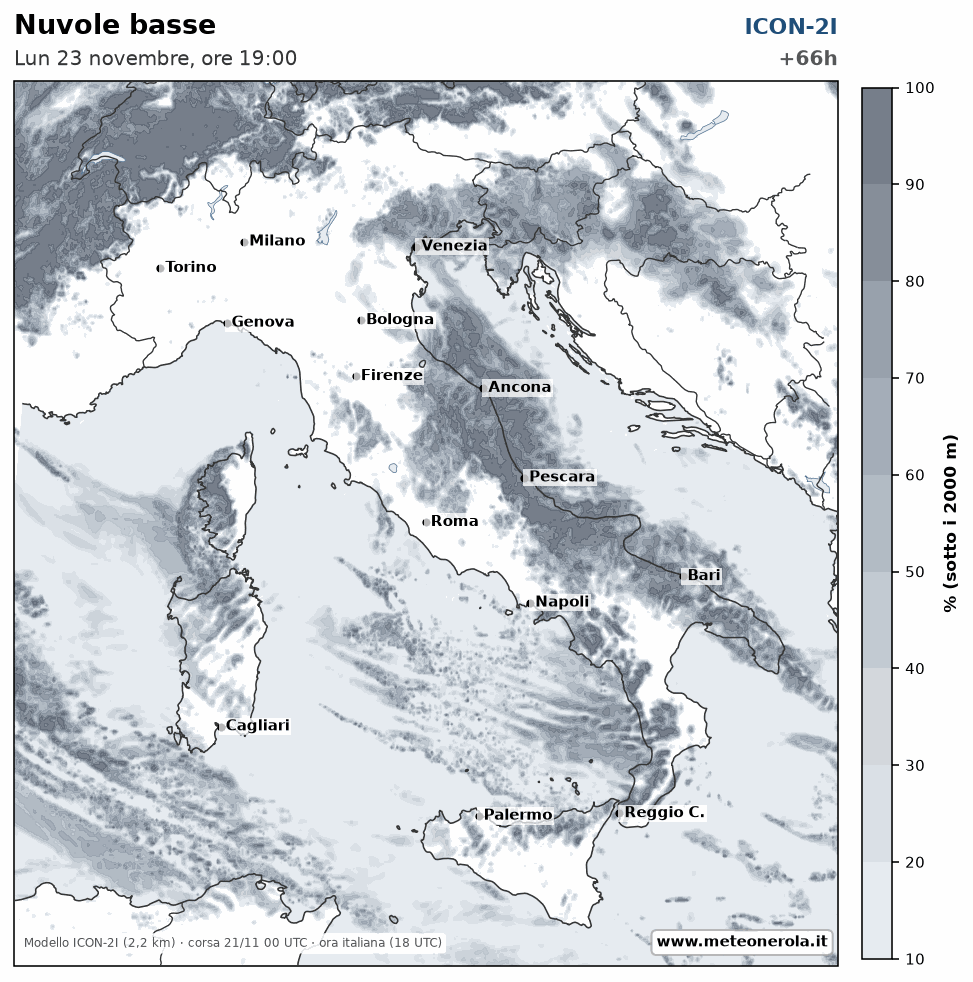 Nuvole basse
ICON-2I
Lun 23 novembre, ore 19:00
+66h
100
90
80
70
60
50
40
30
20
10
% (sotto i 2000 m)
Milano
Venezia
Torino
Genova
Bologna
Firenze
Ancona
Pescara
Roma
Bari
Napoli
Cagliari
Palermo
Reggio C.
Modello ICON-2I (2,2 km) · corsa 21/11 00 UTC · ora italiana (18 UTC)
www.meteonerola.it